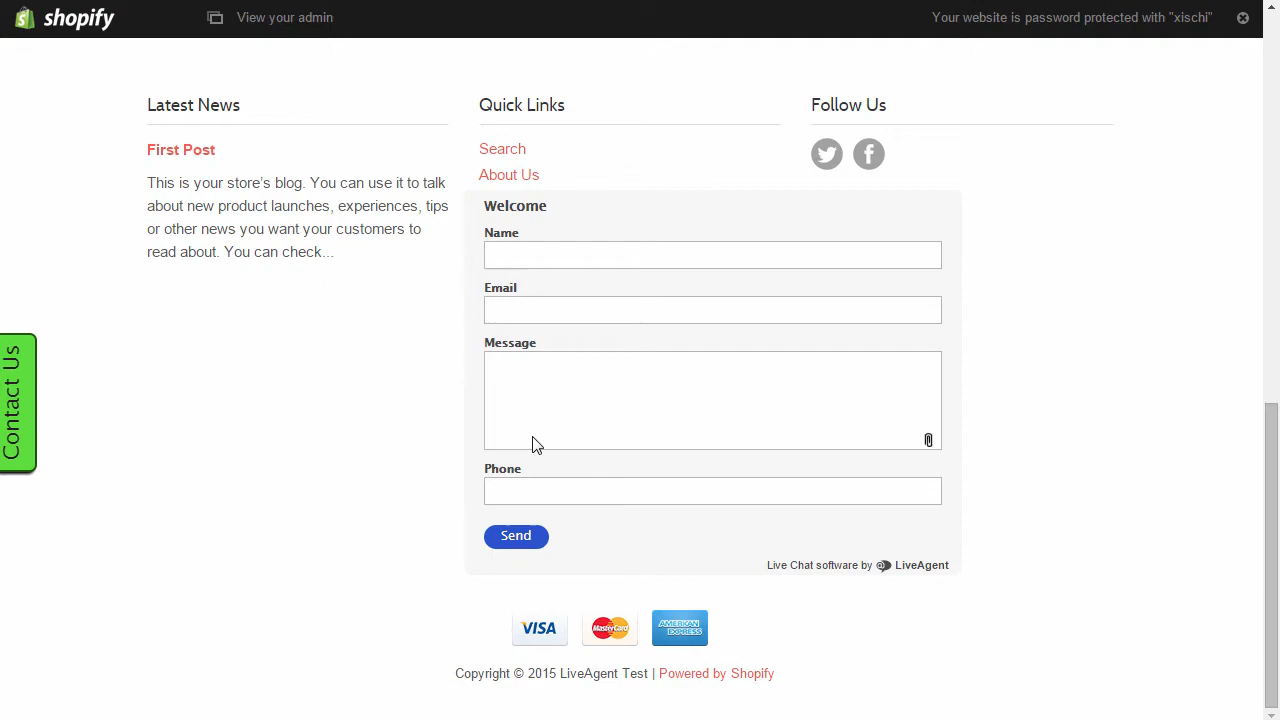 shopify
View your admin
Your website is password protected with "xischi"
Latest News
First Post
This is your store's blog. You can use it to talk
about new product launches, experiences, tips
or other news you want your customers to
read about. You can check...
Quick Links
Search
About Us
Follow Us
Contact Us
Welcome
Name
Email
Message
Phone
Send
Live Chat software by LiveAgent
VISA
MasterCard
AMERICAN
EXPRESS
Copyright © 2015 LiveAgent Test | Powered by Shopify